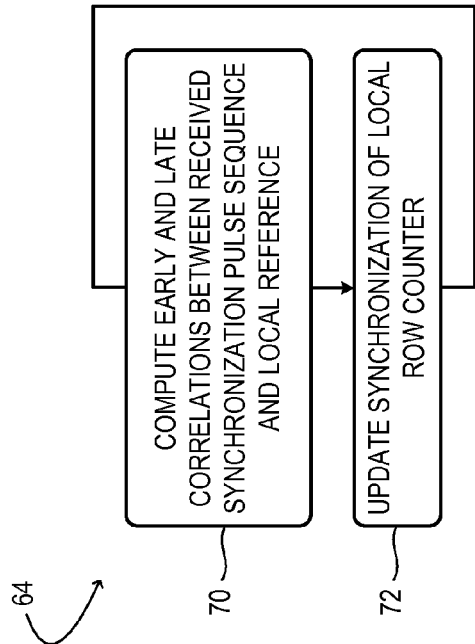 64
70
COMPUTE EARLY AND LATE
CORRELATIONS BETWEEN RECEIVED
SYNCHRONIZATION PULSE SEQUENCE
AND LOCAL REFERENCE
72
UPDATE SYNCHRONIZATION OF LOCAL
ROW COUNTER